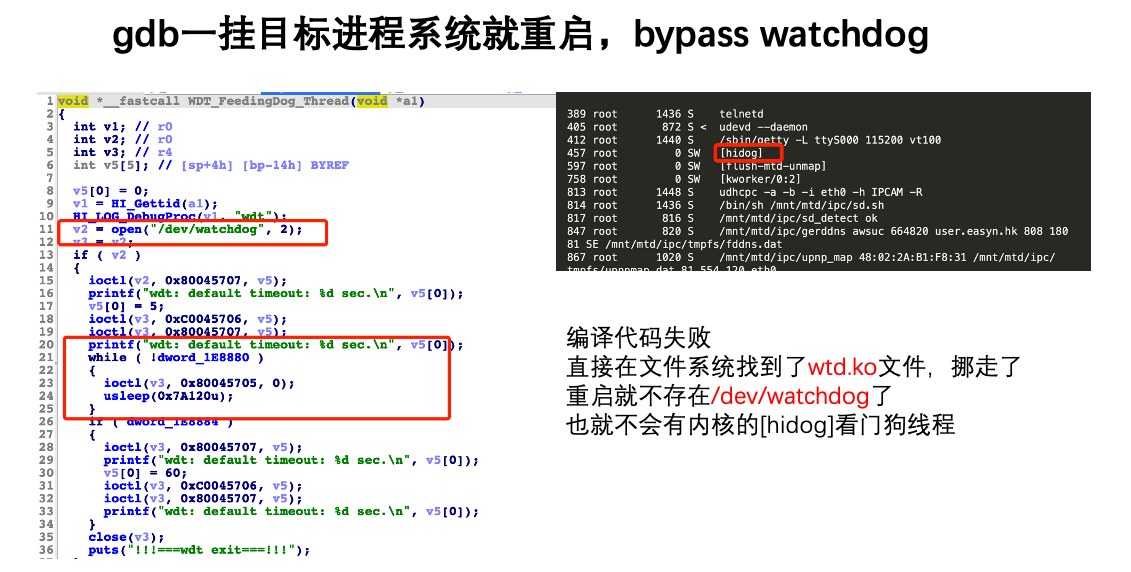 gdb一挂目标进程系统就重启，bypass watchdog
1 void *__fastcall WDT_FeedingDog_Thread(void *a1)
2 {
3 int v1; // r0
4 int v2; // r0
5 int v3; // r4
6 int v5[5]; // [sp+4h] [bp-14h] BYREF
7
8 v5[0] = 0;
9 v1 = HI_Gettid(a1);
10 HI_LOG_DebugProc(v1, "wdt");
11 v2 = open("/dev/watchdog", 2);
12 v3 = v2;
13 if ( v2 )
14 {
15 ioctl(v2, 0x80045707, v5);
16 printf("wdt: default timeout: %d sec.\n", v5[0]);
17 v5[0] = 5;
18 ioctl(v3, 0xC0045706, v5);
19 ioctl(v3, 0x80045707, v5);
20 printf("wdt: default timeout: %d sec.\n", v5[0]);
21 while ( !dword_1E8880 )
22 {
23 ioctl(v3, 0x80045705, 0);
24 usleep(0x7A120u);
25 }
26 if ( dword_1E8884 )
27 {
28 ioctl(v3, 0x80045707, v5);
29 printf("wdt: default timeout: %d sec.\n", v5[0]);
30 v5[0] = 60;
31 ioctl(v3, 0xC0045706, v5);
32 ioctl(v3, 0x80045707, v5);
33 printf("wdt: default timeout: %d sec.\n", v5[0]);
34 }
35 close(v3);
36 puts("!!!===wdt exit===!!!");
389 root 1436 S telnetd
405 root 872 S < udevd --daemon
412 root 1440 S /sbin/getty -L ttyS000 115200 vt100
457 root 0 SW [hidog]
597 root 0 SW [flush-mtd-unmap]
758 root 0 SW [kworker/0:2]
813 root 1448 S udhcpc -a -b -i eth0 -h IPCAM -R
814 root 1436 S /bin/sh /mnt/mtd/ipc/sd.sh
817 root 816 S /mnt/mtd/ipc/sd_detect ok
847 root 820 S /mnt/mtd/ipc/gerddns awsuc 664820 user.easyn.hk 808 180
81 SE /mnt/mtd/ipc/tmpfs/fddns.dat
867 root 1020 S /mnt/mtd/ipc/upnp_map 48:02:2A:B1:F8:31 /mnt/mtd/ipc/
tmpfs/upnpmap.dat 81 554 120 eth0
编译代码失败
直接在文件系统找到了wtd.ko文件，挪走了
重启就不存在/dev/watchdog了
也就不会有内核的[hidog]看门狗线程